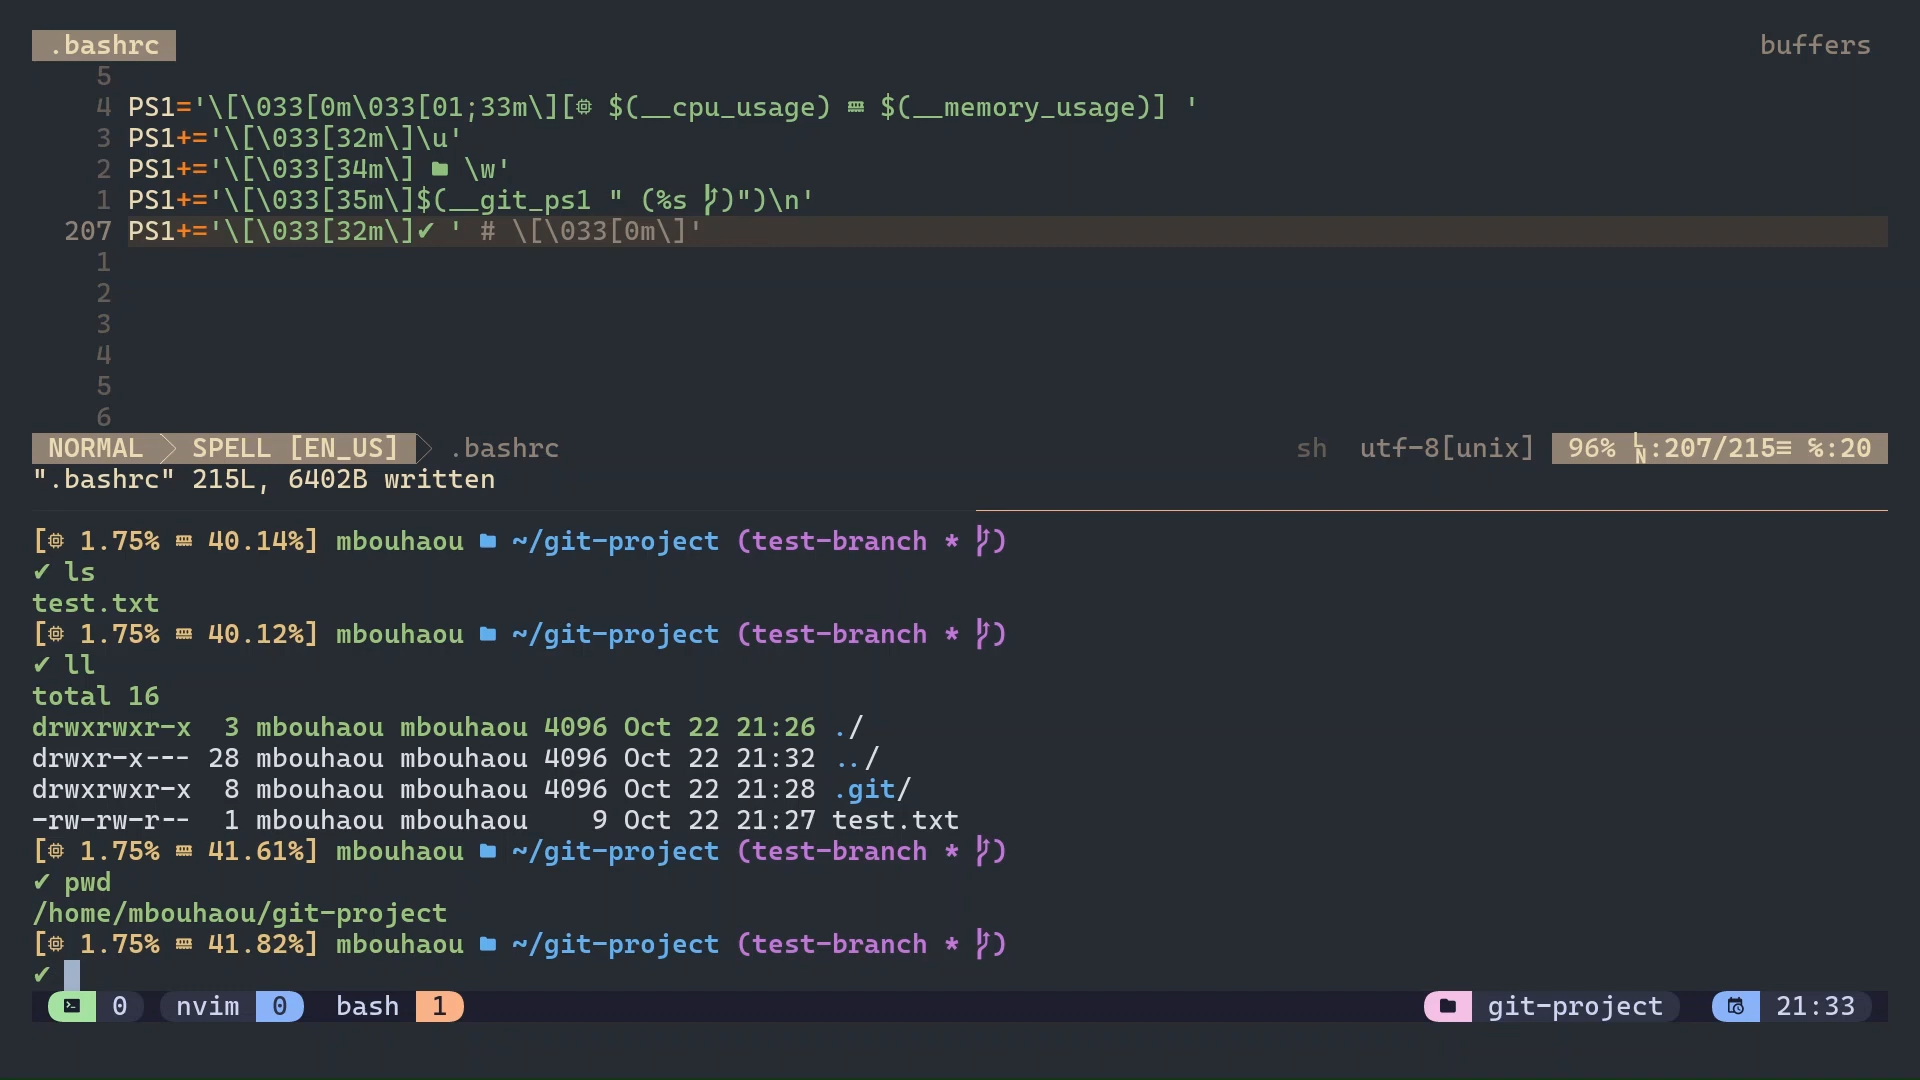 .bashrc buffers
5
4 PS1='\[\033[0m\033[01;33m\][ $(__cpu_usage) $(__memory_usage)] '
3 PS1+='\[\033[32m\]\u'
2 PS1+='\[\033[34m\] \w'
1 PS1+='\[\033[35m\]$(__git_ps1 " (%s )")\n'
207 PS1+='\[\033[32m\]✔ ' # \[\033[0m\]'
1
2
3
4
5
6
NORMAL SPELL [EN_US] .bashrc sh utf-8[unix] 96% LN:207/215≡ %:20
".bashrc" 215L, 6402B written
[ 1.75% 40.14%] mbouhaou ~/git-project (test-branch * )
✔ ls
test.txt
[ 1.75% 40.12%] mbouhaou ~/git-project (test-branch * )
✔ ll
total 16
drwxrwxr-x 3 mbouhaou mbouhaou 4096 Oct 22 21:26 ./
drwxr-x--- 28 mbouhaou mbouhaou 4096 Oct 22 21:32 ../
drwxrwxr-x 8 mbouhaou mbouhaou 4096 Oct 22 21:28 .git/
-rw-rw-r-- 1 mbouhaou mbouhaou 9 Oct 22 21:27 test.txt
[ 1.75% 41.61%] mbouhaou ~/git-project (test-branch * )
✔ pwd
/home/mbouhaou/git-project
[ 1.75% 41.82%] mbouhaou ~/git-project (test-branch * )
✔
0 nvim 0 bash 1 git-project 21:33